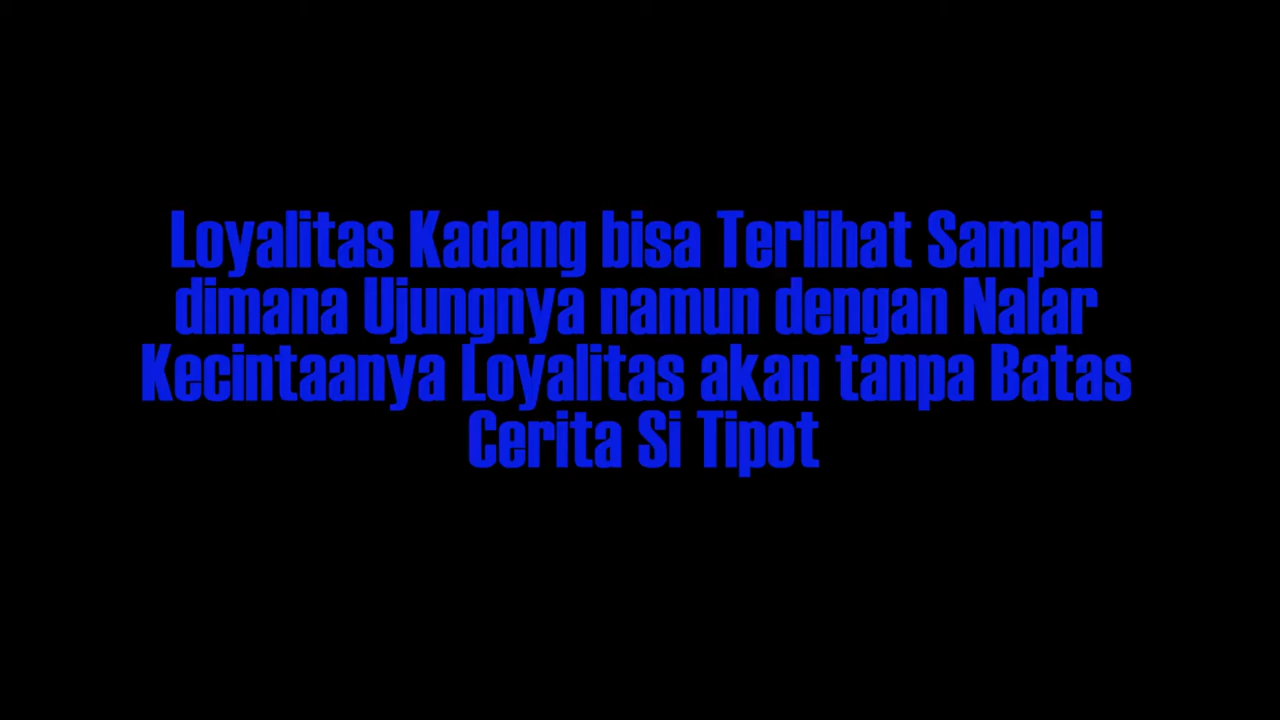 Loyalitas Kadang bisa Terlihat Sampai
dimana Ujungnya namun dengan Nalar
Kecintaanya Loyalitas akan tanpa Batas
Cerita Si Tipot